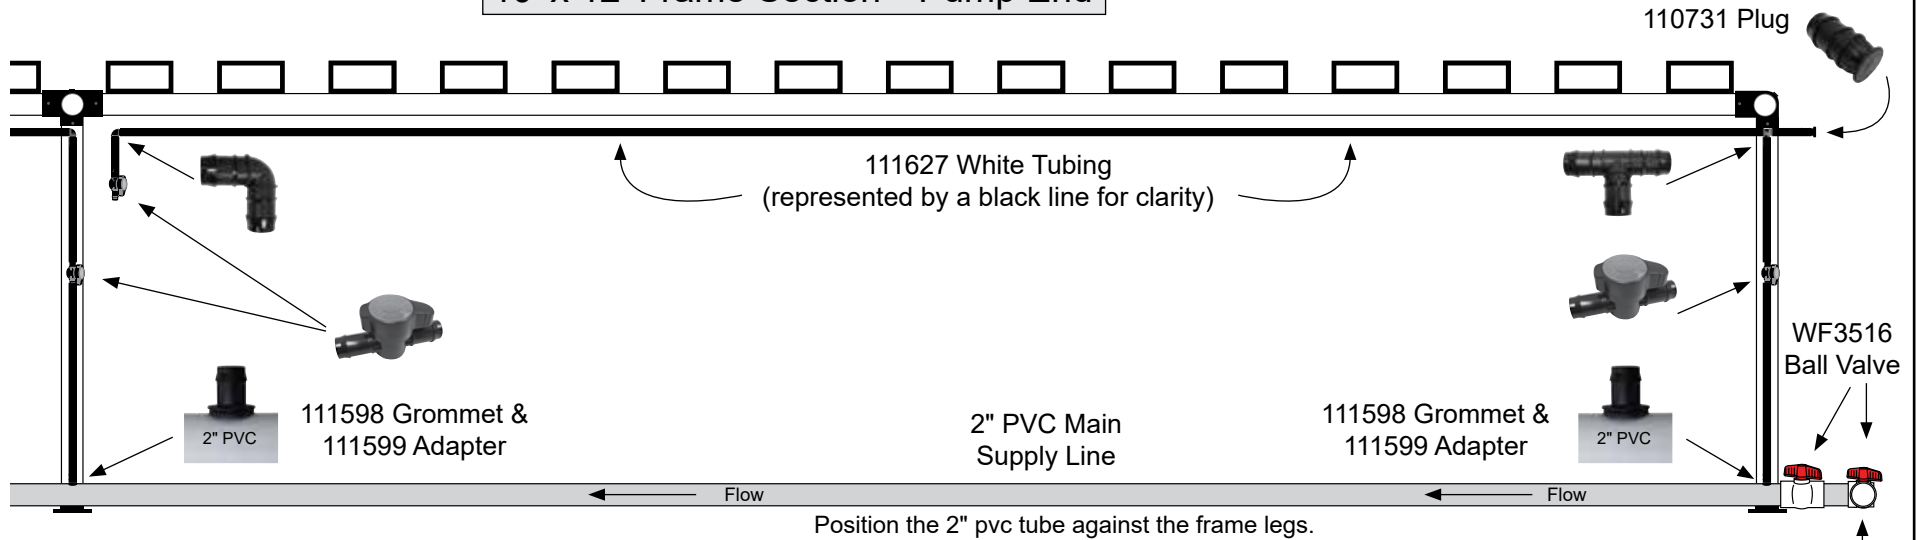 110731 Plug
111627 White Tubing
(represented by a black line for clarity)
WF3516
Ball Valve
111598 Grommet &
111599 Adapter
2" PVC
2" PVC Main
Supply Line
111598 Grommet &
111599 Adapter
2" PVC
Flow
Flow
Position the 2" pvc tube against the frame legs.